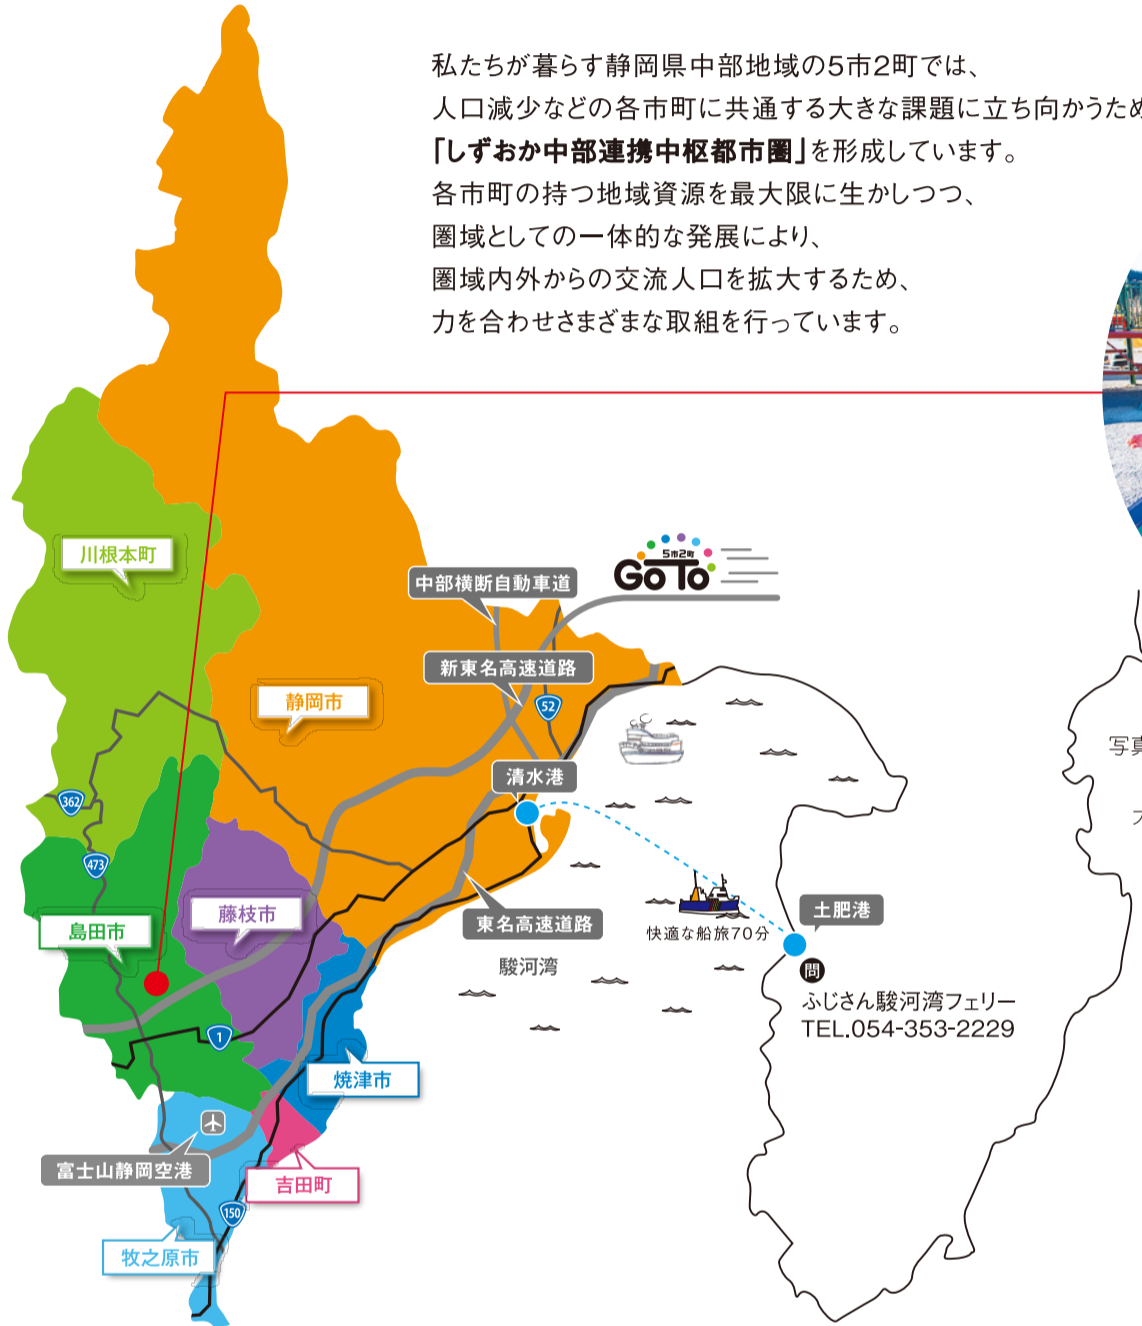 私たちが暮らす静岡県中部地域の5市2町では、
人口減少などの各市町に共通する大きな課題に立ち向かうため
「しずおか中部連携中枢都市圏」を形成しています。
各市町の持つ地域資源を最大限に生かしつつ、
圏域としての一体的な発展により、
圏域内外からの交流人口を拡大するため、
力を合わせさまざまな取組を行っています。
川根本町
5市2町
GoTo
中部横断自動車道
新東名高速道路
静岡市
52
写真
清水港
362
473
藤枝市
島田市
東名高速道路
快適な船旅70分
土肥港
駿河湾
問
ふじさん駿河湾フェリー
TEL.054-353-2229
1
焼津市
富士山静岡空港
吉田町
150
牧之原市